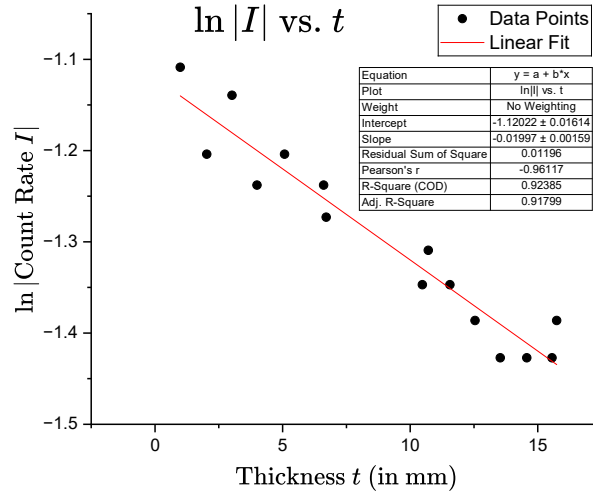 ln |I| vs. t
Data Points
Linear Fit
Equation y = a + b*x
Plot ln|I| vs. t
Weight No Weighting
Intercept -1.12022 ± 0.01614
Slope -0.01997 ± 0.00159
Residual Sum of Square 0.01196
Pearson's r -0.96117
R-Square (COD) 0.92385
Adj. R-Square 0.91799
−1.1
−1.2
−1.3
−1.4
−1.5
ln |Count Rate I|
0 5 10 15
Thickness t (in mm)